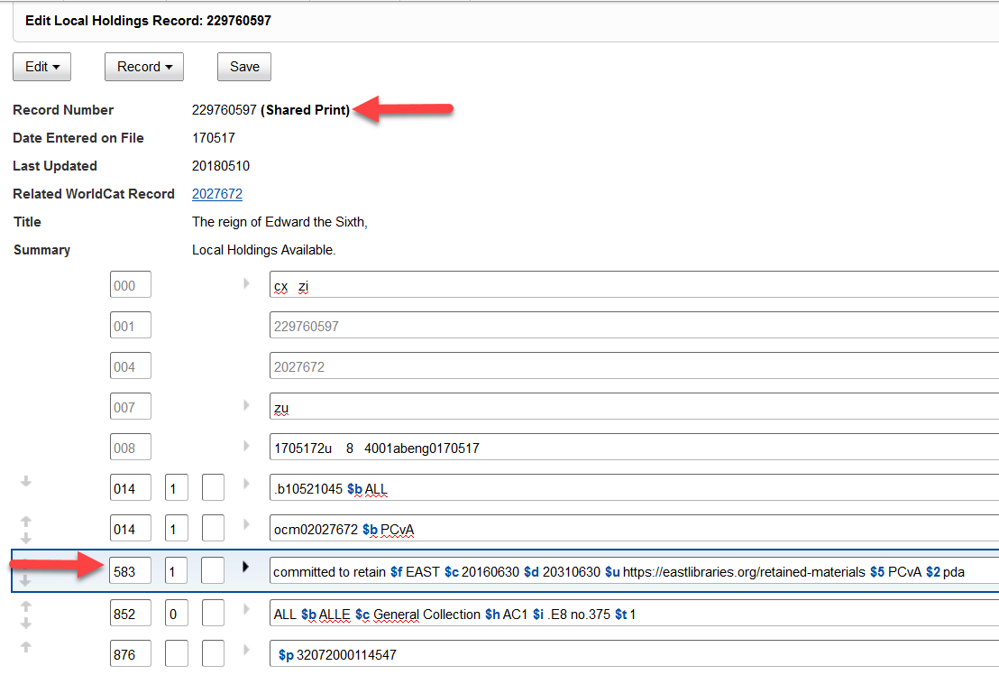 Edit Local Holdings Record: 229760597
Edit Record Save
Record Number 229760597 (Shared Print)
Date Entered on File 170517
Last Updated 20180510
Related WorldCat Record 2027672
Title The reign of Edward the Sixth,
Summary Local Holdings Available.
000 cx zi
001 229760597
004 2027672
007 zu
008 1705172u 8 4001abeng0170517
014 1 .b10521045 $b ALL
014 1 ocm02027672 $b PCvA
583 1 committed to retain $f EAST $c 20160630 $d 20310630 $u https://eastlibraries.org/retained-materials $5 PCvA $2 pda
852 0 ALL $b ALLE $c General Collection $h AC1 $i .E8 no.375 $t 1
876 $p 32072000114547